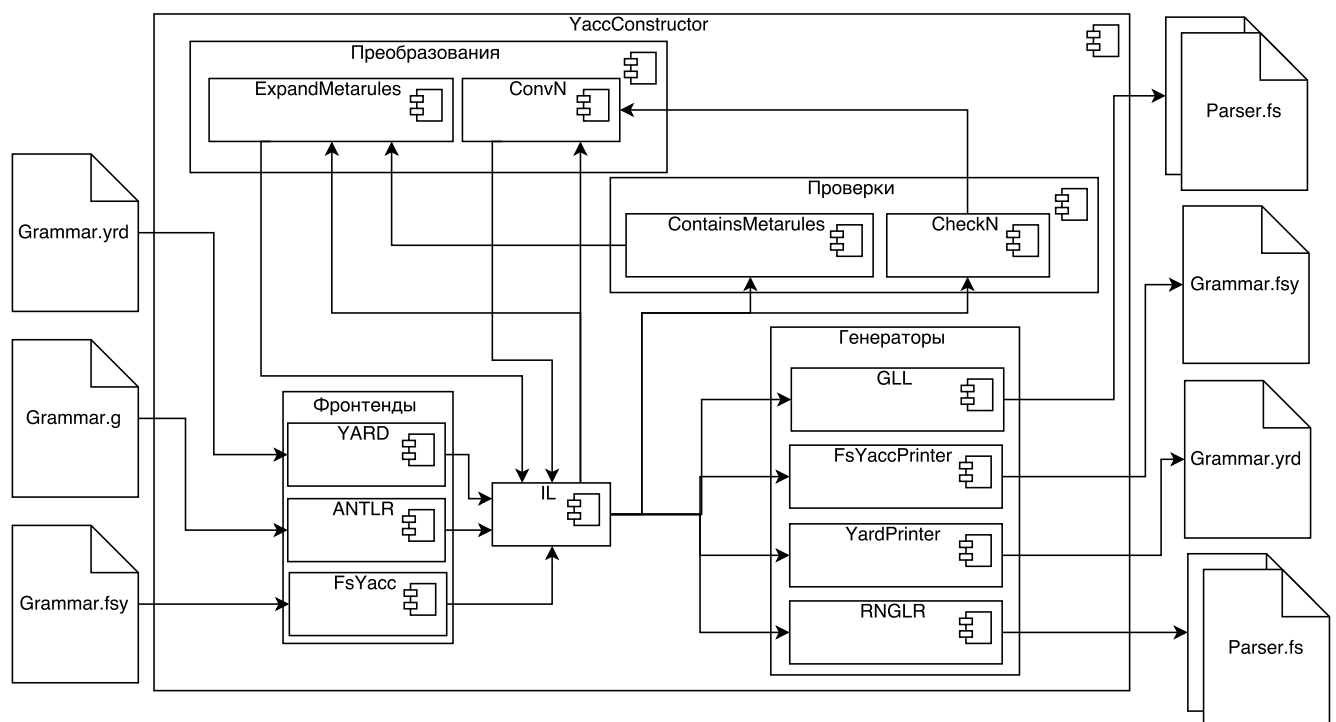 YaccConstructor
Преобразования
ExpandMetarules
ConvN
Parser.fs
Grammar.yrd
Проверки
ContainsMetarules
CheckN
Grammar.fsy
Генераторы
GLL
Grammar.g
Фронтенды
YARD
FsYaccPrinter
Grammar.yrd
IL
ANTLR
YardPrinter
Grammar.fsy
FsYacc
RNGLR
Parser.fs